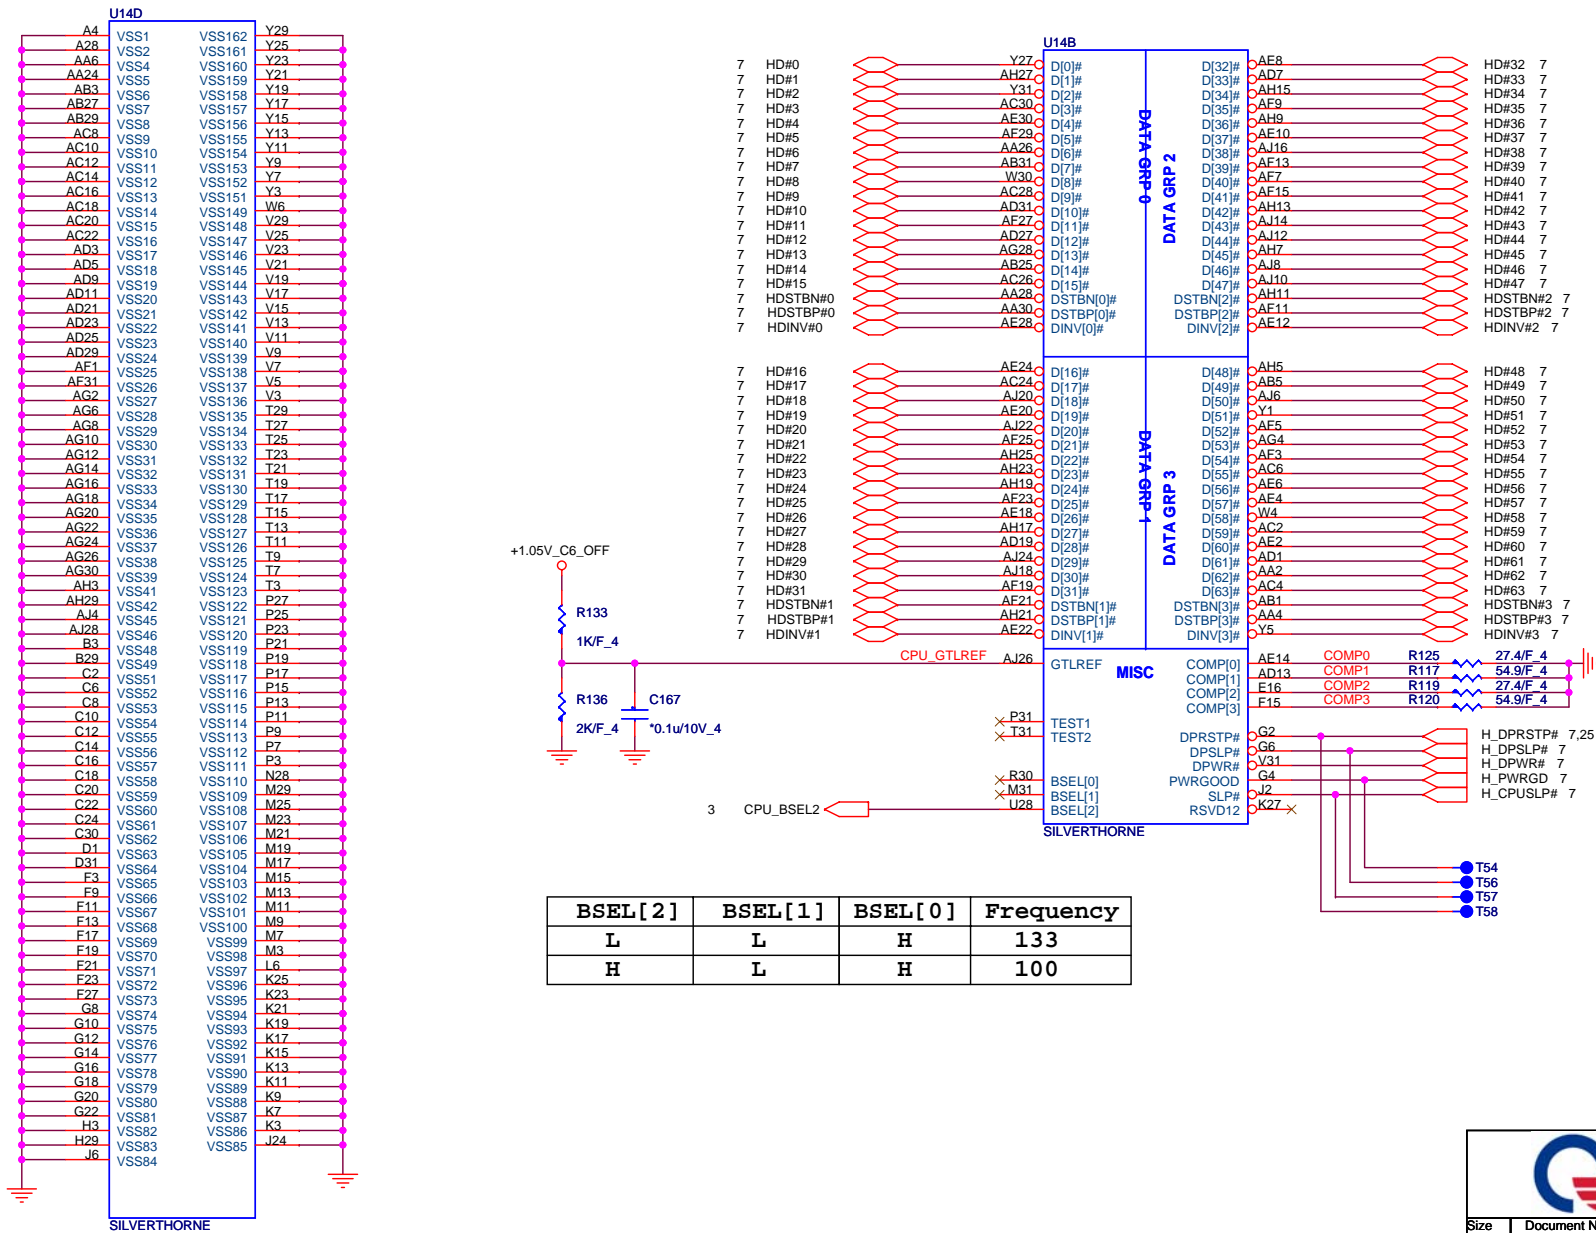 U14D
A4 VSS1 VSS162 Y29
A28 VSS2 VSS161 Y25
AA6 VSS4 VSS160 Y23
AA24 VSS5 VSS159 Y21
AB3 VSS6 VSS158 Y19
AB27 VSS7 VSS157 Y17
AB29 VSS8 VSS156 Y15
AC8 VSS9 VSS155 Y13
AC10 VSS10 VSS154 Y11
AC12 VSS11 VSS153 Y9
AC14 VSS12 VSS152 Y7
AC16 VSS13 VSS151 Y3
AC18 VSS14 VSS149 W6
AC20 VSS15 VSS148 V29
AC22 VSS16 VSS147 V25
AD3 VSS17 VSS146 V23
AD5 VSS18 VSS145 V21
AD9 VSS19 VSS144 V19
AD11 VSS20 VSS143 V17
AD21 VSS21 VSS142 V15
AD23 VSS22 VSS141 V13
AD25 VSS23 VSS140 V11
AD29 VSS24 VSS139 V9
AF1 VSS25 VSS138 V7
AF31 VSS26 VSS137 V5
AG2 VSS27 VSS136 V3
AG6 VSS28 VSS135 T29
AG8 VSS29 VSS134 T27
AG10 VSS30 VSS133 T25
AG12 VSS31 VSS132 T23
AG14 VSS32 VSS131 T21
AG16 VSS33 VSS130 T19
AG18 VSS34 VSS129 T17
AG20 VSS35 VSS128 T15
AG22 VSS36 VSS127 T13
AG24 VSS37 VSS126 T11
AG26 VSS38 VSS125 T9
AG30 VSS39 VSS124 T7
AH3 VSS41 VSS123 T3
AH29 VSS42 VSS122 P27
AJ4 VSS45 VSS121 P25
AJ28 VSS46 VSS120 P23
B3 VSS48 VSS119 P21
B29 VSS49 VSS118 P19
C2 VSS51 VSS117 P17
C6 VSS52 VSS116 P15
C8 VSS53 VSS115 P13
C10 VSS54 VSS114 P11
C12 VSS55 VSS113 P9
C14 VSS56 VSS112 P7
C16 VSS57 VSS111 P3
C18 VSS58 VSS110 N28
C20 VSS59 VSS109 M29
C22 VSS60 VSS108 M25
C24 VSS61 VSS107 M23
C30 VSS62 VSS106 M21
D1 VSS63 VSS105 M19
D31 VSS64 VSS104 M17
F3 VSS65 VSS103 M15
F9 VSS66 VSS102 M13
F11 VSS67 VSS101 M11
F13 VSS68 VSS100 M9
F17 VSS69 VSS99 M7
F19 VSS70 VSS98 M3
F21 VSS71 VSS97 L6
F23 VSS72 VSS96 K25
F27 VSS73 VSS95 K23
G8 VSS74 VSS94 K21
G10 VSS75 VSS93 K19
G12 VSS76 VSS92 K17
G14 VSS77 VSS91 K15
G16 VSS78 VSS90 K13
G18 VSS79 VSS89 K11
G20 VSS80 VSS88 K9
G22 VSS81 VSS87 K7
H3 VSS82 VSS86 K3
H29 VSS83 VSS85 J24
J6 VSS84
SILVERTHORNE
U14B
7 HD#0 Y27 D[0]# D[32]# AE8 HD#32 7
7 HD#1 AH27 D[1]# D[33]# AD7 HD#33 7
7 HD#2 Y31 D[2]# D[34]# AH15 HD#34 7
7 HD#3 AC30 D[3]# D[35]# AF9 HD#35 7
7 HD#4 AE30 D[4]# D[36]# AH9 HD#36 7
7 HD#5 AF29 D[5]# D[37]# AE10 HD#37 7
7 HD#6 AA26 D[6]# D[38]# AJ16 HD#38 7
7 HD#7 AB31 D[7]# D[39]# AF13 HD#39 7
7 HD#8 W30 D[8]# D[40]# AF7 HD#40 7
7 HD#9 AC28 D[9]# D[41]# AF15 HD#41 7
7 HD#10 AD31 D[10]# D[42]# AH13 HD#42 7
7 HD#11 AF27 D[11]# D[43]# AJ14 HD#43 7
7 HD#12 AD27 D[12]# D[44]# AJ12 HD#44 7
7 HD#13 AG28 D[13]# D[45]# AH7 HD#45 7
7 HD#14 AB25 D[14]# D[46]# AJ8 HD#46 7
7 HD#15 AC26 D[15]# D[47]# AJ10 HD#47 7
7 HDSTBN#0 AA28 DSTBN[0]# DSTBN[2]# AH11 HDSTBN#2 7
7 HDSTBP#0 AA30 DSTBP[0]# DSTBP[2]# AF11 HDSTBP#2 7
7 HDINV#0 AE28 DINV[0]# DINV[2]# AE12 HDINV#2 7
DATA GRP 0
DATA GRP 2
7 HD#16 AE24 D[16]# D[48]# AH5 HD#48 7
7 HD#17 AC24 D[17]# D[49]# AB5 HD#49 7
7 HD#18 AJ20 D[18]# D[50]# AJ6 HD#50 7
7 HD#19 AE20 D[19]# D[51]# Y1 HD#51 7
7 HD#20 AJ22 D[20]# D[52]# AF5 HD#52 7
7 HD#21 AF25 D[21]# D[53]# AG4 HD#53 7
7 HD#22 AH25 D[22]# D[54]# AF3 HD#54 7
7 HD#23 AH23 D[23]# D[55]# AC6 HD#55 7
7 HD#24 AH19 D[24]# D[56]# AE6 HD#56 7
7 HD#25 AF23 D[25]# D[57]# AE4 HD#57 7
7 HD#26 AE18 D[26]# D[58]# W4 HD#58 7
7 HD#27 AH17 D[27]# D[59]# AC2 HD#59 7
7 HD#28 AD19 D[28]# D[60]# AE2 HD#60 7
7 HD#29 AJ24 D[29]# D[61]# AD1 HD#61 7
7 HD#30 AJ18 D[30]# D[62]# AA2 HD#62 7
7 HD#31 AF19 D[31]# D[63]# AC4 HD#63 7
7 HDSTBN#1 AF21 DSTBN[1]# DSTBN[3]# AB1 HDSTBN#3 7
7 HDSTBP#1 AH21 DSTBP[1]# DSTBP[3]# AA4 HDSTBP#3 7
7 HDINV#1 AE22 DINV[1]# DINV[3]# Y5 HDINV#3 7
DATA GRP 1
DATA GRP 3
+1.05V_C6_OFF
R133
1K/F_4
CPU_GTLREF AJ26 GTLREF
R136
2K/F_4
C167
*0.1u/10V_4
MISC
COMP[0] AE14 COMP0 R125 27.4/F_4
COMP[1] AD13 COMP1 R117 54.9/F_4
COMP[2] E16 COMP2 R119 27.4/F_4
COMP[3] F15 COMP3 R120 54.9/F_4
P31 TEST1
T31 TEST2
DPRSTP# G2 H_DPRSTP# 7,25
DPSLP# G6 H_DPSLP# 7
DPWR# V31 H_DPWR# 7
R30 BSEL[0] PWRGOOD G4 H_PWRGD 7
M31 BSEL[1] SLP# J2 H_CPUSLP# 7
3 CPU_BSEL2 U28 BSEL[2] RSVD12 K27
SILVERTHORNE
T54
T56
T57
T58
BSEL[2] BSEL[1] BSEL[0] Frequency
L L H 133
H L H 100
Size Document N